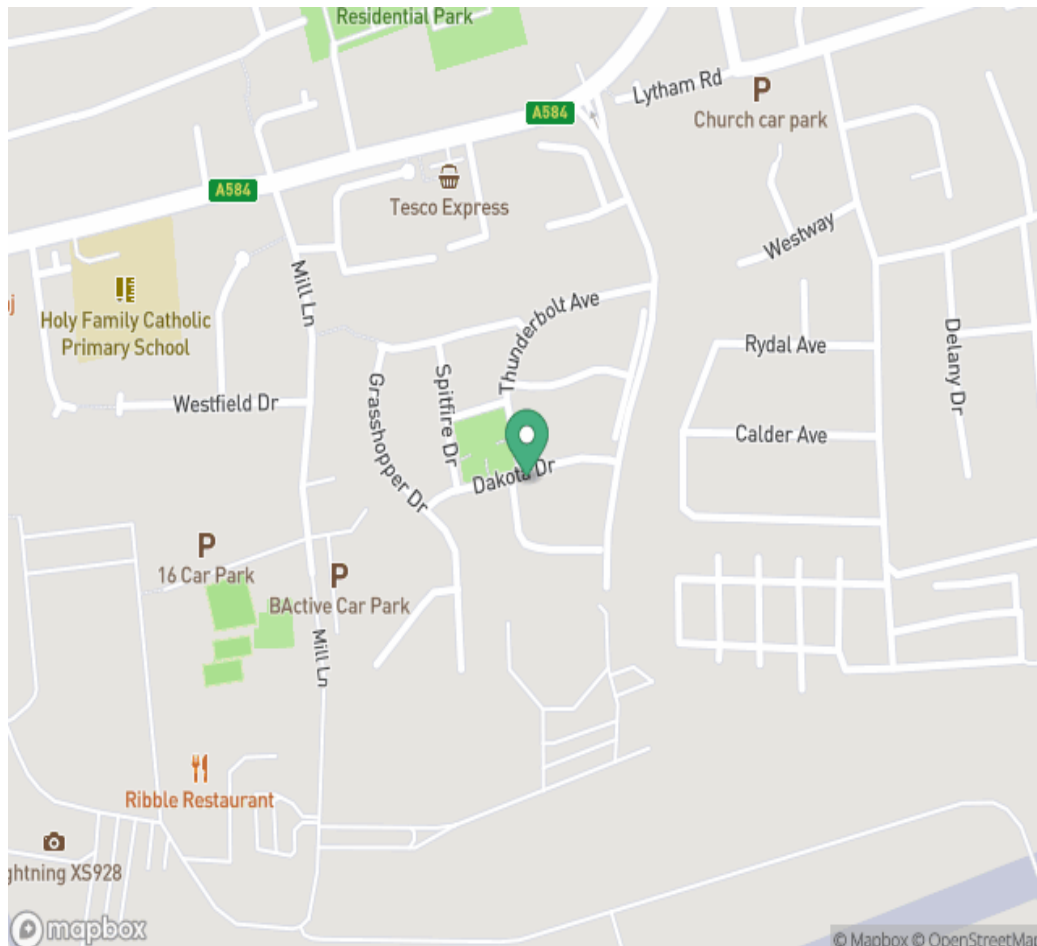 Residential Park
Lytham Rd
A584
Church car park
A584
Tesco Express
Westway
Mill Ln
Holy Family Catholic
Primary School
Thunderbolt Ave
Rydal Ave
Delany Dr
Westfield Dr
Grasshopper Dr
Spitfire Dr
Calder Ave
Dakota Dr
P
P
16 Car Park
P
BActive Car Park
Mill Ln
Ribble Restaurant
ghtning XS928
mapbox
© Mapbox © OpenStreetMap